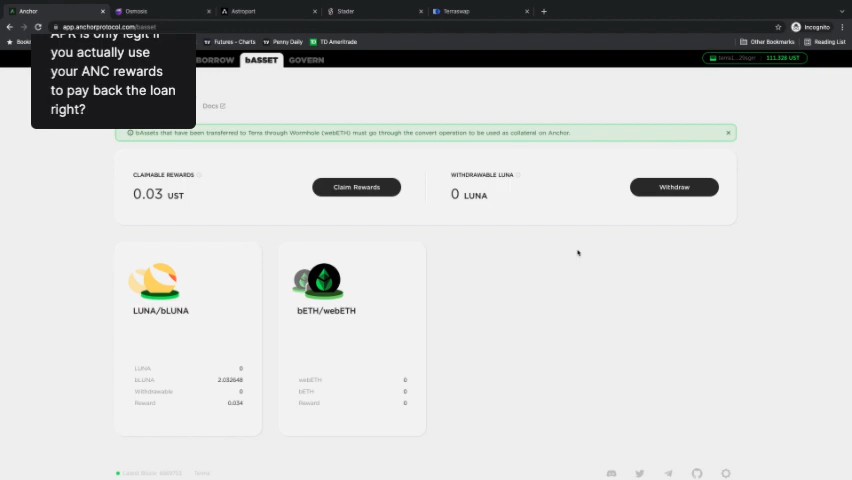 Anchor
Osmosis
Astroport
Stader
Terraswap
app.anchorprotocol.com/basset
Incognito
Futures - Charts
Penny Daily
TD Ameritrade
Other Bookmarks
Reading List
APR is only legit if
you actually use
your ANC rewards
to pay back the loan
right?
BORROW
bASSET
GOVERN
111.328 UST
Docs
bAssets that have been transferred to Terra through Wormhole (webETH) must go through the convert operation to be used as collateral on Anchor.
CLAIMABLE REWARDS
0.03 UST
Claim Rewards
WITHDRAWABLE LUNA
0 LUNA
Withdraw
LUNA/bLUNA
LUNA 0
bLUNA 2.032648
Withdrawable 0
Reward 0.034
bETH/webETH
webETH 0
bETH 0
Reward 0
Terms